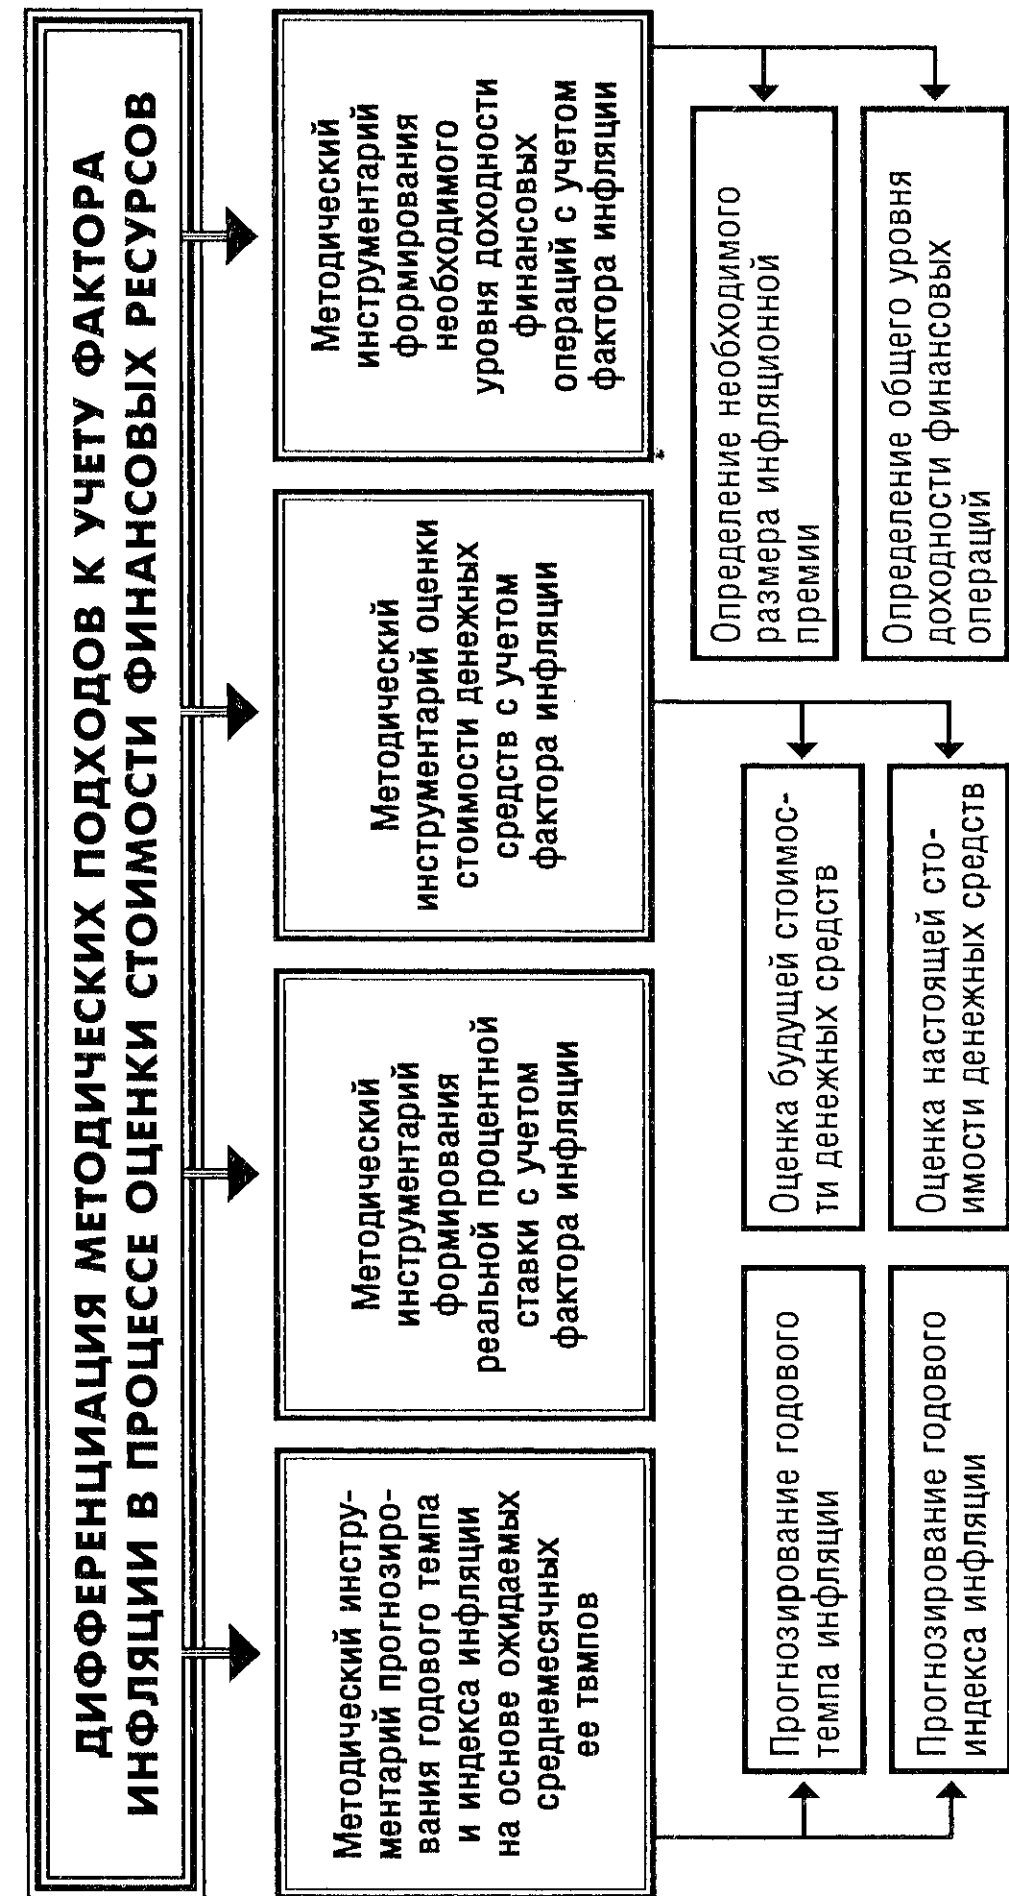 ДИФФЕРЕНЦИАЦИЯ МЕТОДИЧЕСКИХ ПОДХОДОВ К УЧЕТУ ФАКТОРА
ИНФЛЯЦИИ В ПРОЦЕССЕ ОЦЕНКИ СТОИМОСТИ ФИНАНСОВЫХ РЕСУРСОВ
Методический инстру-
ментарий прогнозиро-
вания годового темпа
и индекса инфляции
на основе ожидаемых
среднемесячных
ее твмпов
Методический
инструментарий
формирования
реальной процентной
ставки с учетом
фактора инфляции
Методический
инструментарий оценки
стоимости денежных
средств с учетом
фактора инфляции
Методический
инструментарий
формирования
необходимого
уровня доходности
финансовых
операций с учетом
фактора инфляции
Прогнозирование годового
темпа инфляции
Прогнозирование годового
индекса инфляции
Оценка будущей стоимос-
ти денежных средств
Оценка настоящей сто-
имости денежных средств
Определение необходимого
размера инфляционной
премии
Определение общего уровня
доходности финансовых
операций